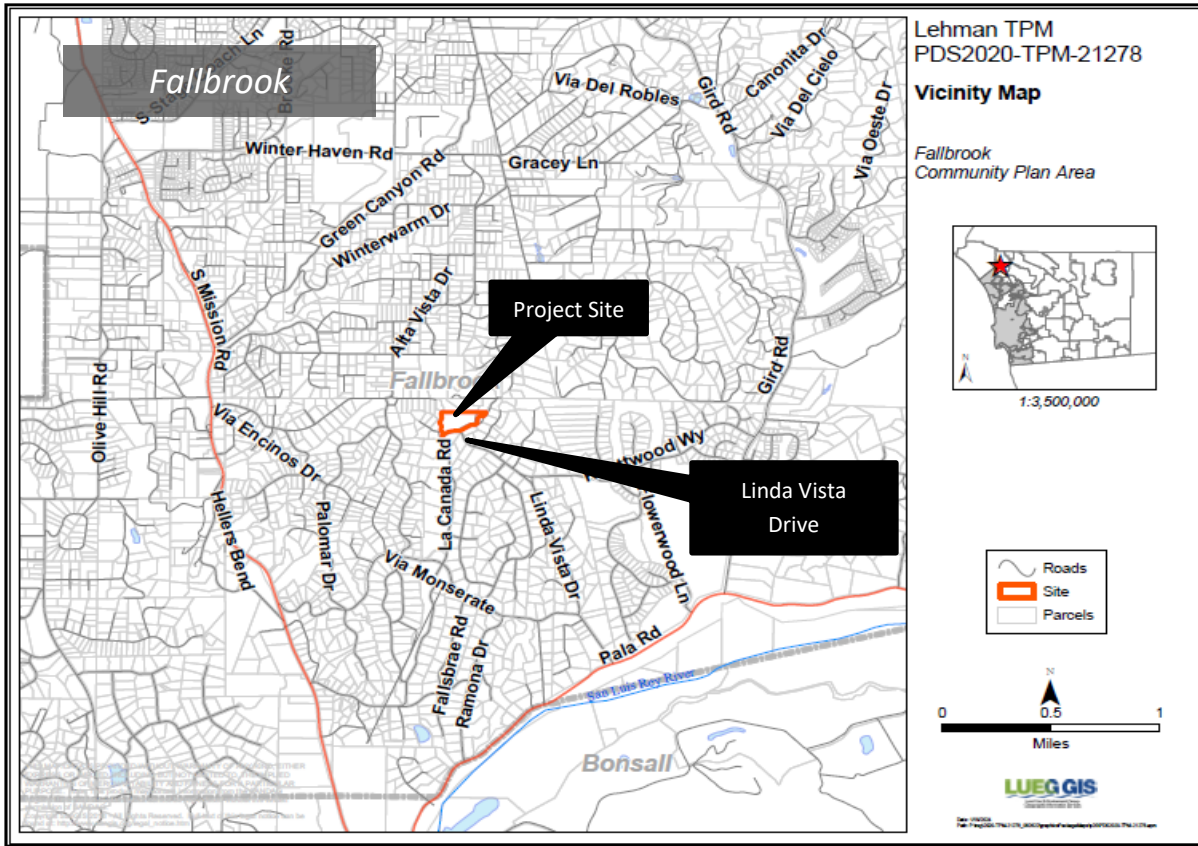 Lehman TPM
PDS2020-TPM-21278
Vicinity Map
Fallbrook
Community Plan Area
Fallbrook
Via Del Robles
Gird Rd
Canonita Dr
Via Del Cielo
Via Oeste Dr
Winter Haven Rd
Gracey Ln
Green Canyon Rd
Winterwarm Dr
S Mission Rd
Alta Vista Dr
Project Site
Olive Hill Rd
Gird Rd
N
1:3,500,000
Via Encinos Dr
La Canada Rd
Linda Vista
Drive
Hellers Bend
Palomar Dr
Linda Vista Dr
Via Monserate
Roads
Site
Parcels
Fallsbrae Rd
Ramona Dr
Pala Rd
San Luis Rey River
Bonsall
N
0 0.5 1
Miles
LUEG GIS